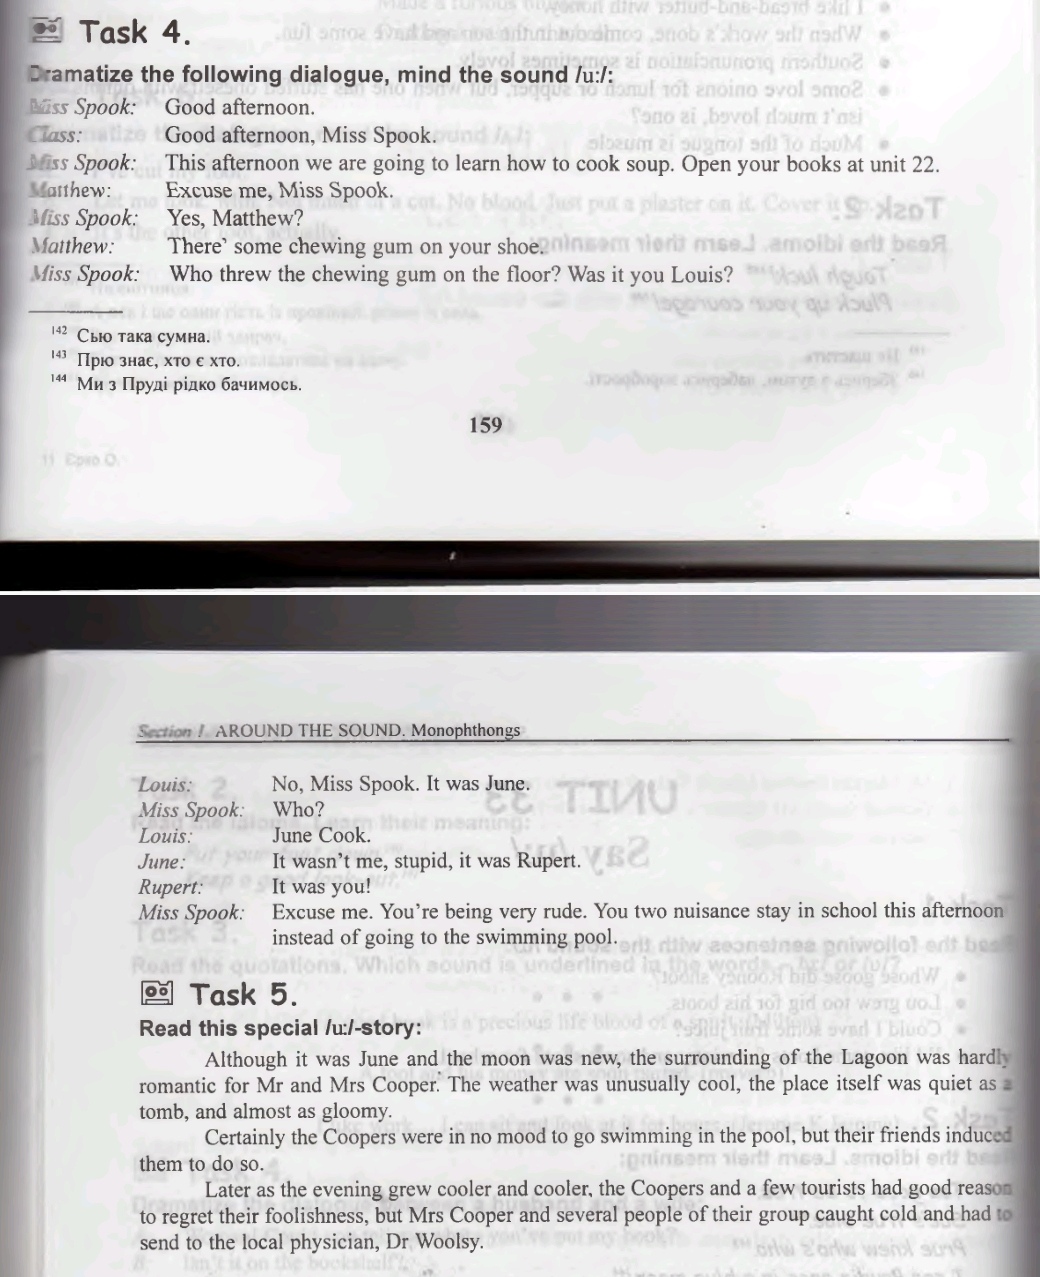 Task 4.
Dramatize the following dialogue, mind the sound /u:/:
Miss Spook: Good afternoon.
Class: Good afternoon, Miss Spook.
Miss Spook: This afternoon we are going to learn how to cook soup. Open your books at unit 22.
Matthew: Excuse me, Miss Spook.
Miss Spook: Yes, Matthew?
Matthew: There' some chewing gum on your shoe.
Miss Spook: Who threw the chewing gum on the floor? Was it you Louis?
142 Сью така сумна.
143 Прю знає, хто є хто.
144 Ми з Пруді рідко бачимось.
159
11 Єрко О.
Section I. AROUND THE SOUND. Monophthongs
Louis: No, Miss Spook. It was June.
Miss Spook: Who?
Louis: June Cook.
June: It wasn't me, stupid, it was Rupert.
Rupert: It was you!
Miss Spook: Excuse me. You're being very rude. You two nuisance stay in school this afternoon
instead of going to the swimming pool.
Task 5.
Read this special /u:/-story:
Although it was June and the moon was new, the surrounding of the Lagoon was hardly
romantic for Mr and Mrs Cooper. The weather was unusually cool, the place itself was quiet as a
tomb, and almost as gloomy.
Certainly the Coopers were in no mood to go swimming in the pool, but their friends induced
them to do so.
Later as the evening grew cooler and cooler, the Coopers and a few tourists had good reason
to regret their foolishness, but Mrs Cooper and several people of their group caught cold and had to
send to the local physician, Dr Woolsy.